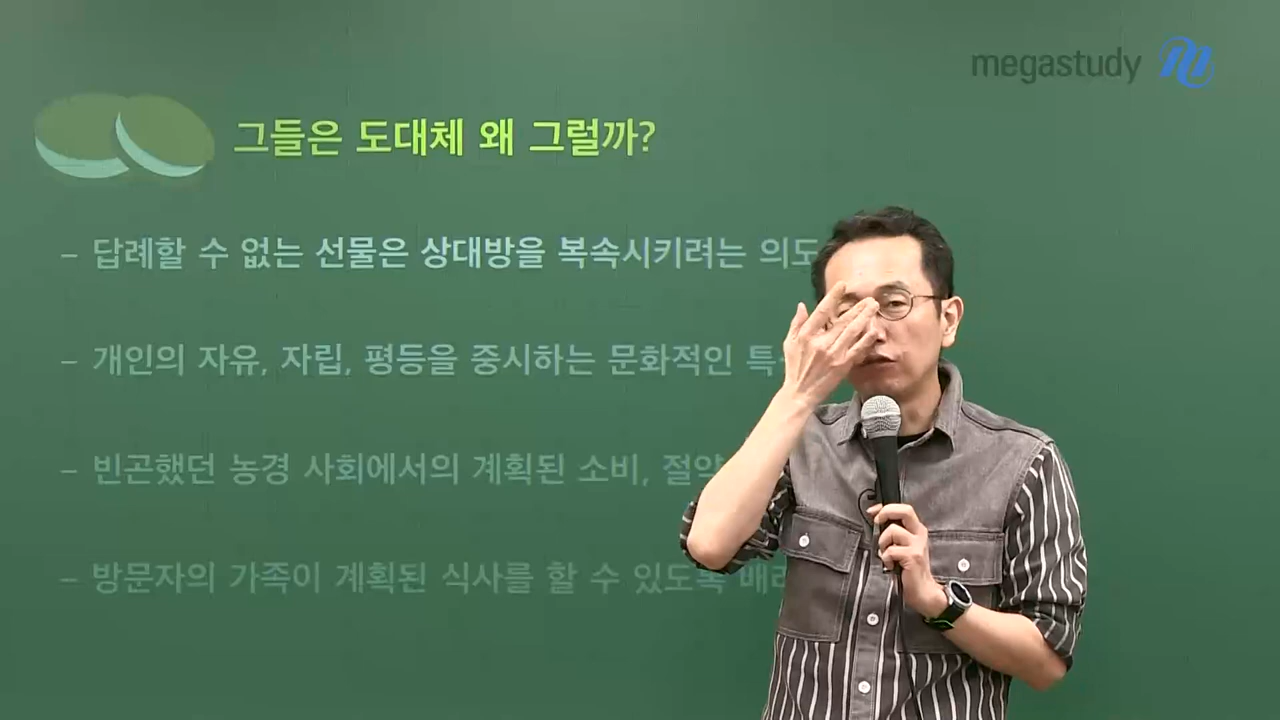 megastudy
그들은 도대체 왜 그럴까?
– 답례할 수 없는 선물은 상대방을 복속시키려는 의도
– 개인의 자유, 자립, 평등을 중시하는 문화적인
– 빈곤했던 농경 사회에서의 계획된 소비, 절약
– 방문자의 가족이 계획된 식사를 할 수 있도록